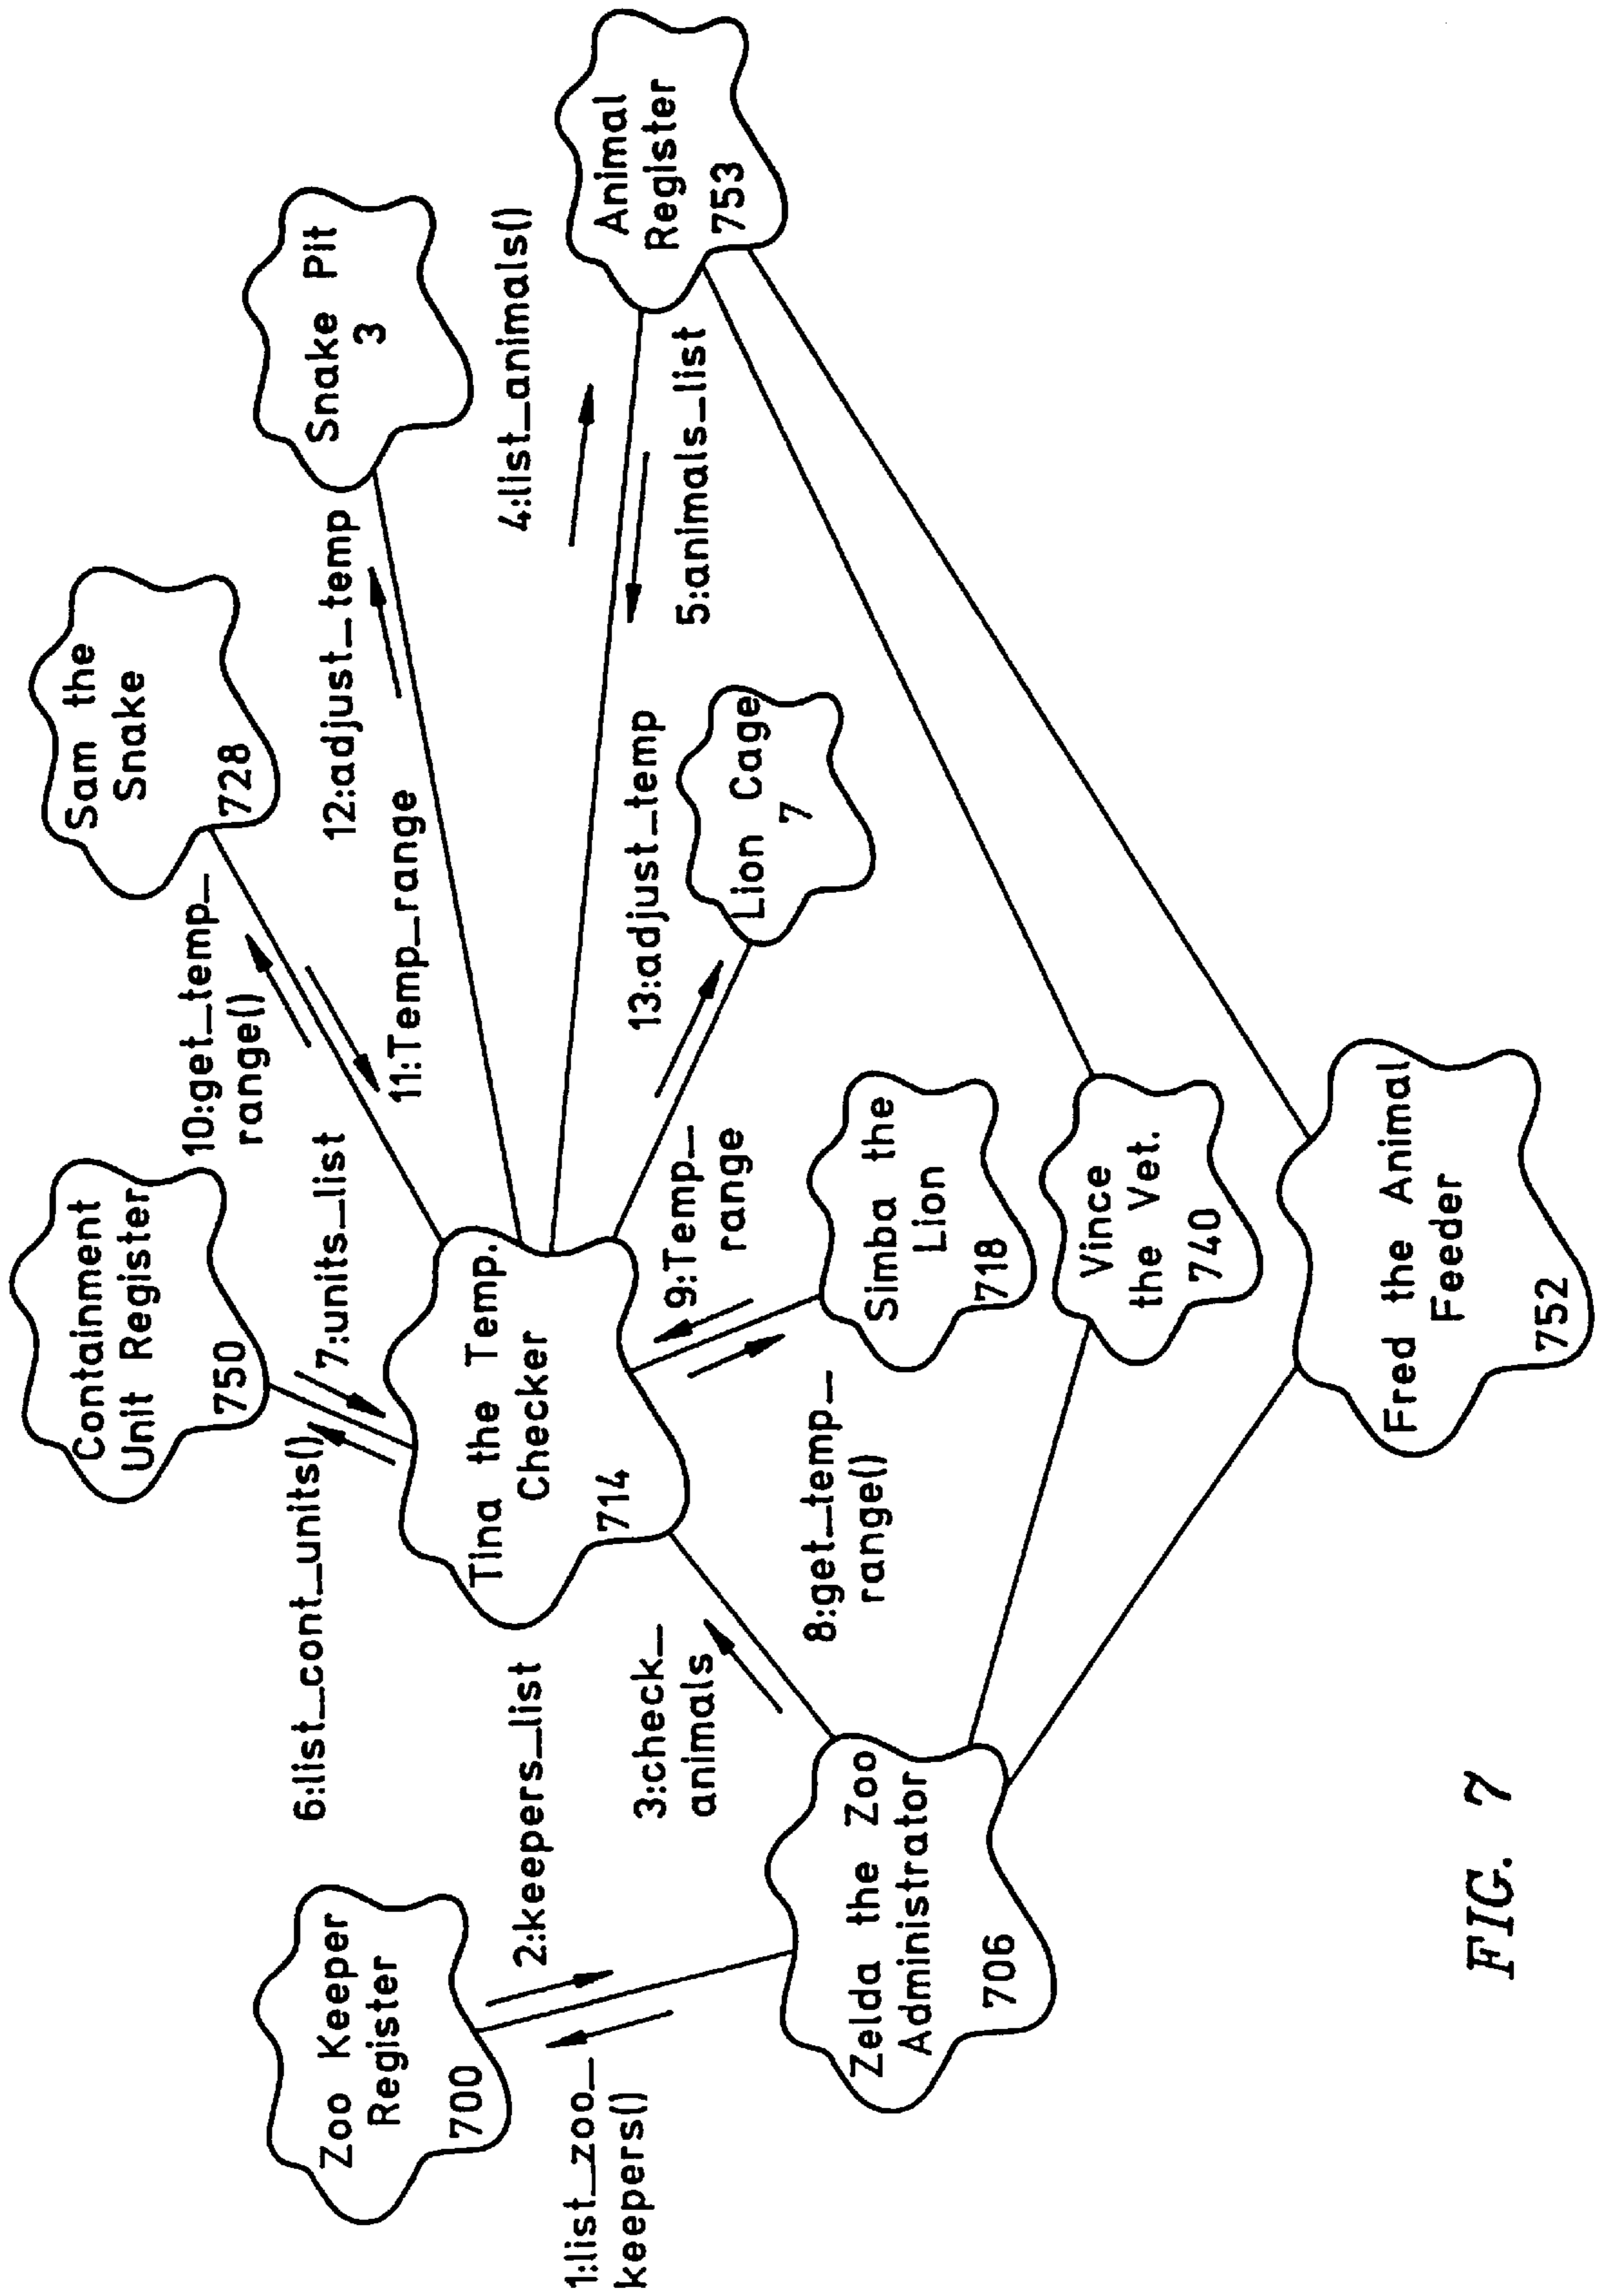 Zoo Keeper
Register
700
1:list_zoo_
keepers()
2:keepers_list
Zelda the Zoo
Administrator
706
3:check_
animals
Containment
Unit Register
750
6:list_cont_units()
7:units_list
Tina the Temp.
Checker
714
8:get_temp_
range()
9:Temp_
range
Simba the
Lion
718
Vince
the Vet.
740
Fred the Animal
Feeder
752
Sam the
Snake
728
10:get_temp_
range()
11:Temp_range
12:adjust_temp
Snake Pit
3
13:adjust_temp
Lion Cage
7
4:list_animals()
5:animals_list
Animal
Register
753
FIG. 7